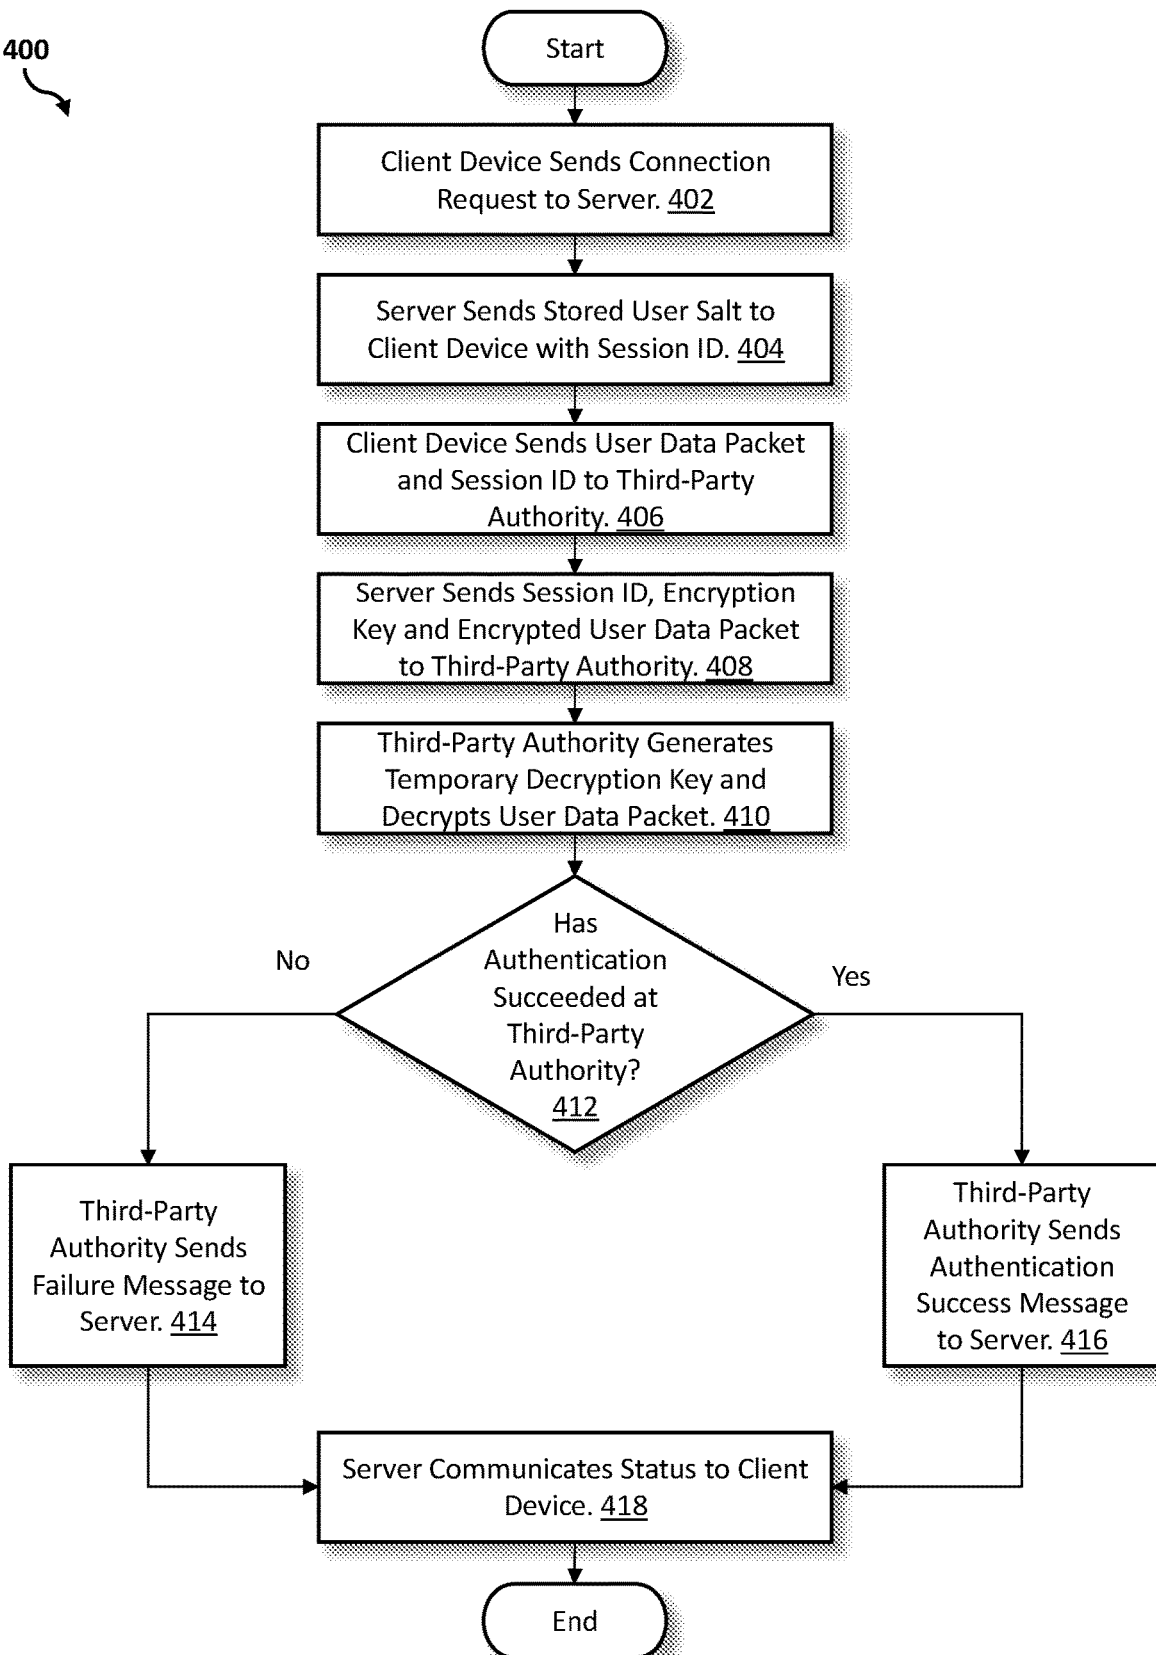 400
Start
Client Device Sends Connection
Request to Server. 402
Server Sends Stored User Salt to
Client Device with Session ID. 404
Client Device Sends User Data Packet
and Session ID to Third-Party
Authority. 406
Server Sends Session ID, Encryption
Key and Encrypted User Data Packet
to Third-Party Authority. 408
Third-Party Authority Generates
Temporary Decryption Key and
Decrypts User Data Packet. 410
Has
Authentication
Succeeded at
Third-Party
Authority?
412
No
Yes
Third-Party
Authority Sends
Failure Message to
Server. 414
Third-Party
Authority Sends
Authentication
Success Message
to Server. 416
Server Communicates Status to Client
Device. 418
End